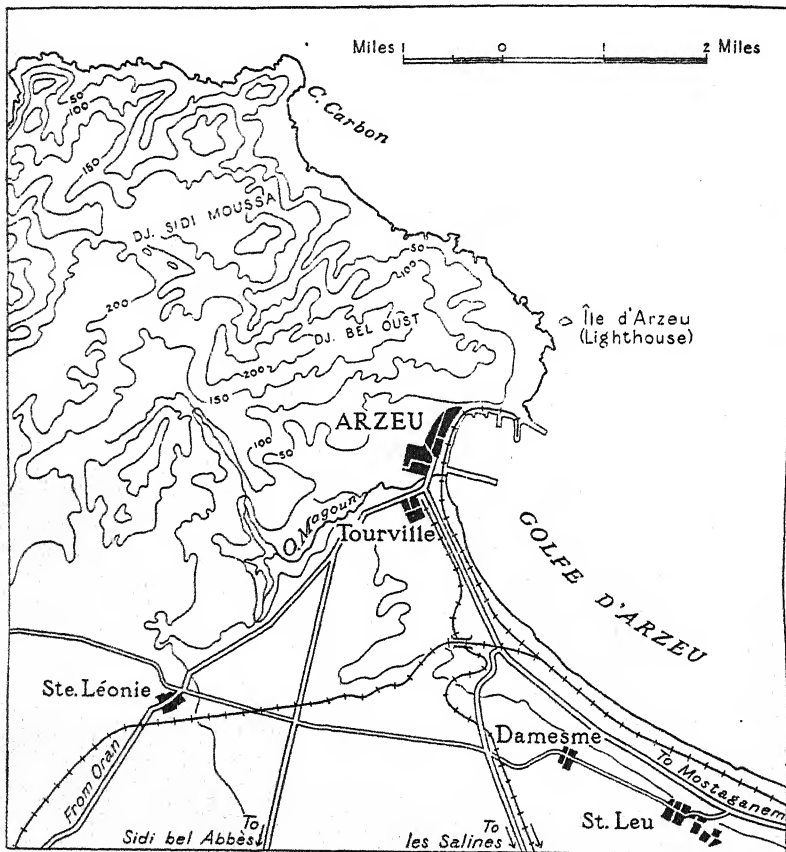 Miles 1 0 1 2 Miles
C. Carbon
50
100
150
DJ. SIDI MOUSSA
50
100
200
Île d'Arzeu
(Lighthouse)
DJ. BEL OUST
200
150
ARZEU
100
50
O. Magoun
Tourville
GOLFE D'ARZEU
Ste. Léonie
Damesme
To Mostaganem
From Oran
St. Leu
To
Sidi bel Abbès
To
les Salines